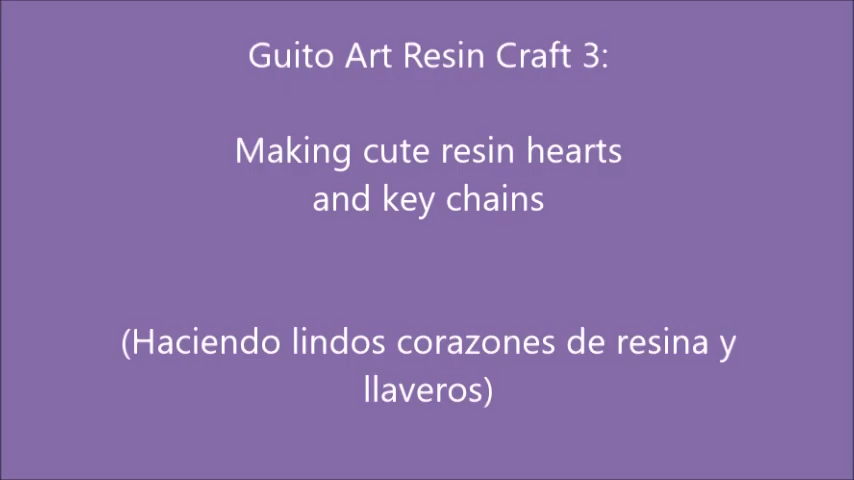 Guito Art Resin Craft 3:
Making cute resin hearts
and key chains
(Haciendo lindos corazones de resina y
llaveros)